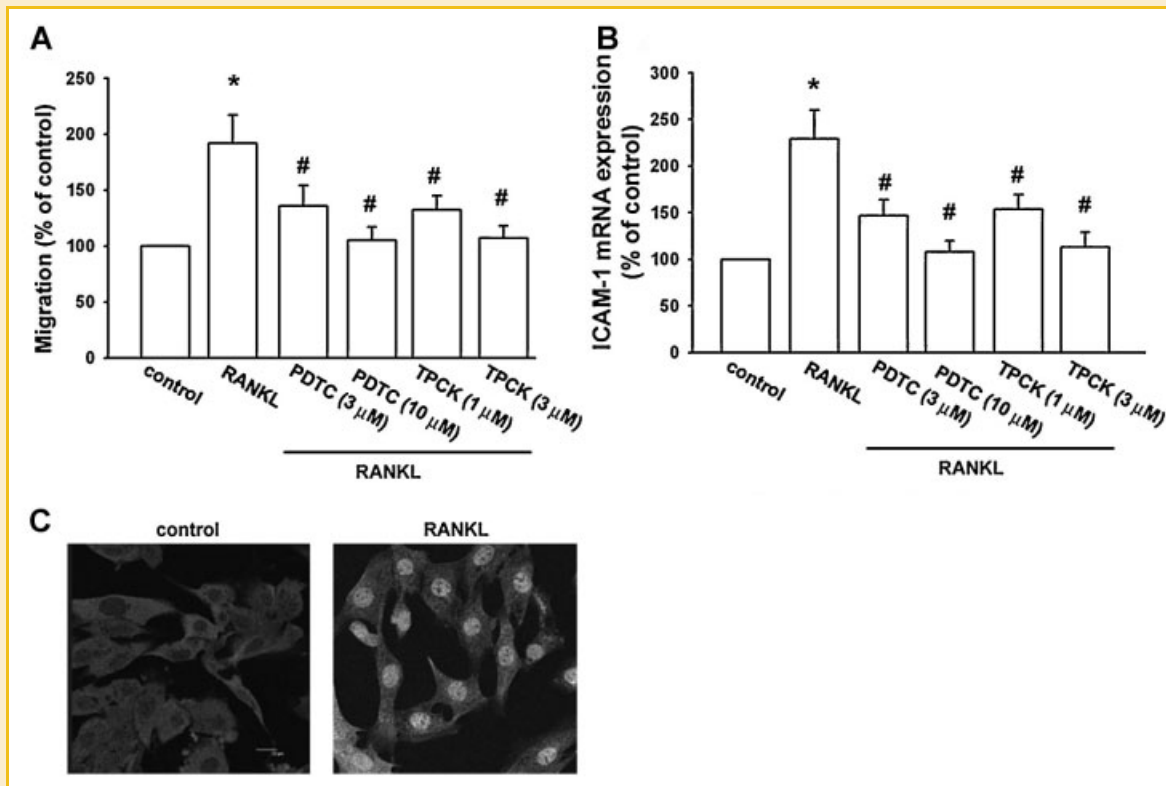 A
Migration (% of control)
250
200
150
100
50
0
*
#
#
#
#
control
RANKL
PDTC (3 μM)
PDTC (10 μM)
TPCK (1 μM)
TPCK (3 μM)
RANKL
B
ICAM-1 mRNA expression
(% of control)
300
250
200
150
100
50
0
*
#
#
#
#
control
RANKL
PDTC (3 μM)
PDTC (10 μM)
TPCK (1 μM)
TPCK (3 μM)
RANKL
C
control
RANKL